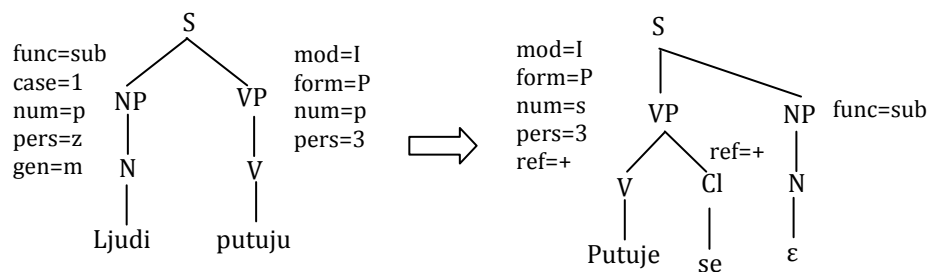 S
func=sub
case=1
num=p
pers=z
gen=m
NP
VP
mod=I
form=P
num=p
pers=3
N
V
Ljudi
putuju
S
mod=I
form=P
num=s
pers=3
ref=+
VP
NP
func=sub
ref=+
V
Cl
N
Putuje
se
ε